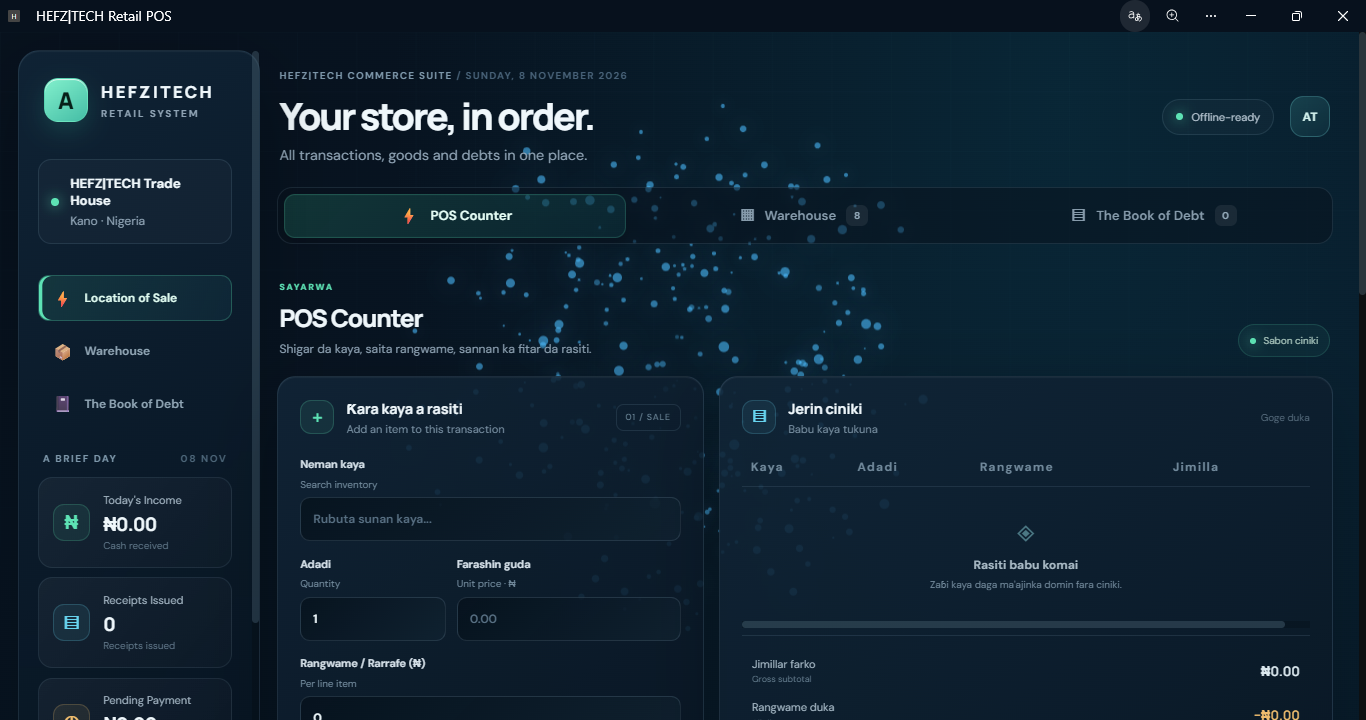 HEFZ|TECH Retail POS
A
HEFZ|TECH
RETAIL SYSTEM
HEFZ|TECH Trade
House
Kano · Nigeria
Location of Sale
Warehouse
The Book of Debt
A BRIEF DAY
08 NOV
₦
Today's Income
₦0.00
Cash received
Receipts Issued
0
Receipts issued
Pending Payment
HEFZ|TECH COMMERCE SUITE / SUNDAY, 8 NOVEMBER 2026
Your store, in order.
All transactions, goods and debts in one place.
Offline-ready
AT
POS Counter
Warehouse 8
The Book of Debt 0
SAYARWA
POS Counter
Shigar da kaya, saita rangwame, sannan ka fitar da rasiti.
Sabon ciniki
Ƙara kaya a rasiti
Add an item to this transaction
01 / SALE
Neman kaya
Search inventory
Rubuta sunan kaya...
Adadi
Quantity
1
Farashin guda
Unit price · ₦
0.00
Rangwame / Rarrafe (₦)
Per line item
0
Jerin ciniki
Babu kaya tukuna
Goge duka
Kaya Adadi Rangwame Jimilla
Rasiti babu komai
Zaɓi kaya daga ma'ajinka domin fara ciniki.
Jimillar farko
Gross subtotal
₦0.00
Rangwame duka
-₦0.00